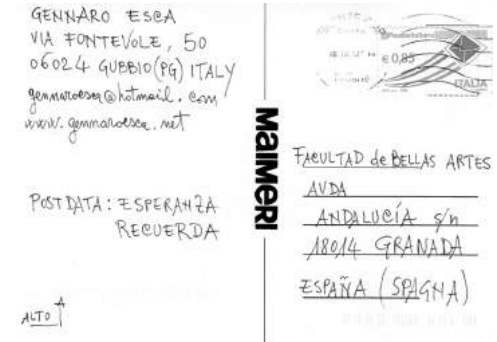 GENNARO ESCA
VIA FONTEVOLE, 50
06024 GUBBIO (PG) ITALY
gennaroesca@hotmail.com
www.gennaroesca.net
POSTDATA: ESPERANZA
RECUERDA
ALTO
MAIMERI
€0,85
ITALIA
FACULTAD de BELLAS ARTES
AVDA
ANDALUCÍA s/n
18014 GRANADA
ESPAÑA (SPAGNA)